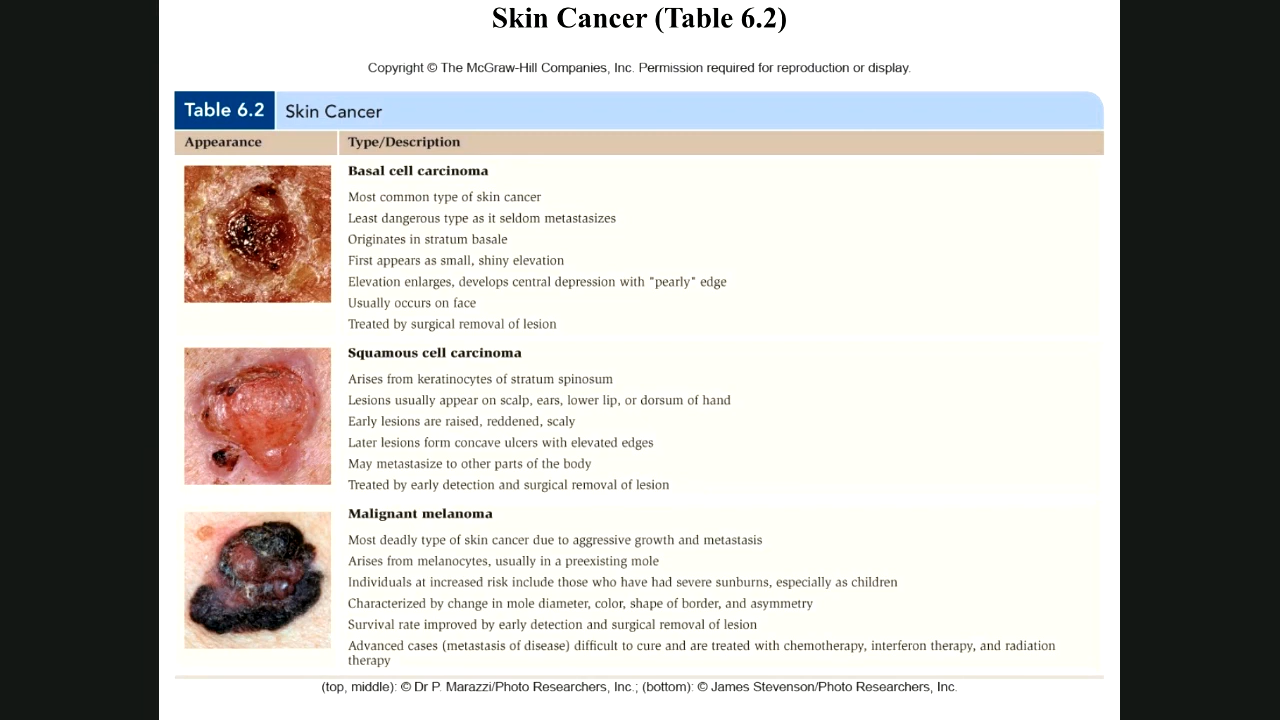 Skin Cancer (Table 6.2)
Copyright © The McGraw-Hill Companies, Inc. Permission required for reproduction or display.
Table 6.2 Skin Cancer
Appearance Type/Description
Basal cell carcinoma
Most common type of skin cancer
Least dangerous type as it seldom metastasizes
Originates in stratum basale
First appears as small, shiny elevation
Elevation enlarges, develops central depression with "pearly" edge
Usually occurs on face
Treated by surgical removal of lesion
Squamous cell carcinoma
Arises from keratinocytes of stratum spinosum
Lesions usually appear on scalp, ears, lower lip, or dorsum of hand
Early lesions are raised, reddened, scaly
Later lesions form concave ulcers with elevated edges
May metastasize to other parts of the body
Treated by early detection and surgical removal of lesion
Malignant melanoma
Most deadly type of skin cancer due to aggressive growth and metastasis
Arises from melanocytes, usually in a preexisting mole
Individuals at increased risk include those who have had severe sunburns, especially as children
Characterized by change in mole diameter, color, shape of border, and asymmetry
Survival rate improved by early detection and surgical removal of lesion
Advanced cases (metastasis of disease) difficult to cure and are treated with chemotherapy, interferon therapy, and radiation
therapy
(top, middle): © Dr P. Marazzi/Photo Researchers, Inc.; (bottom): © James Stevenson/Photo Researchers, Inc.